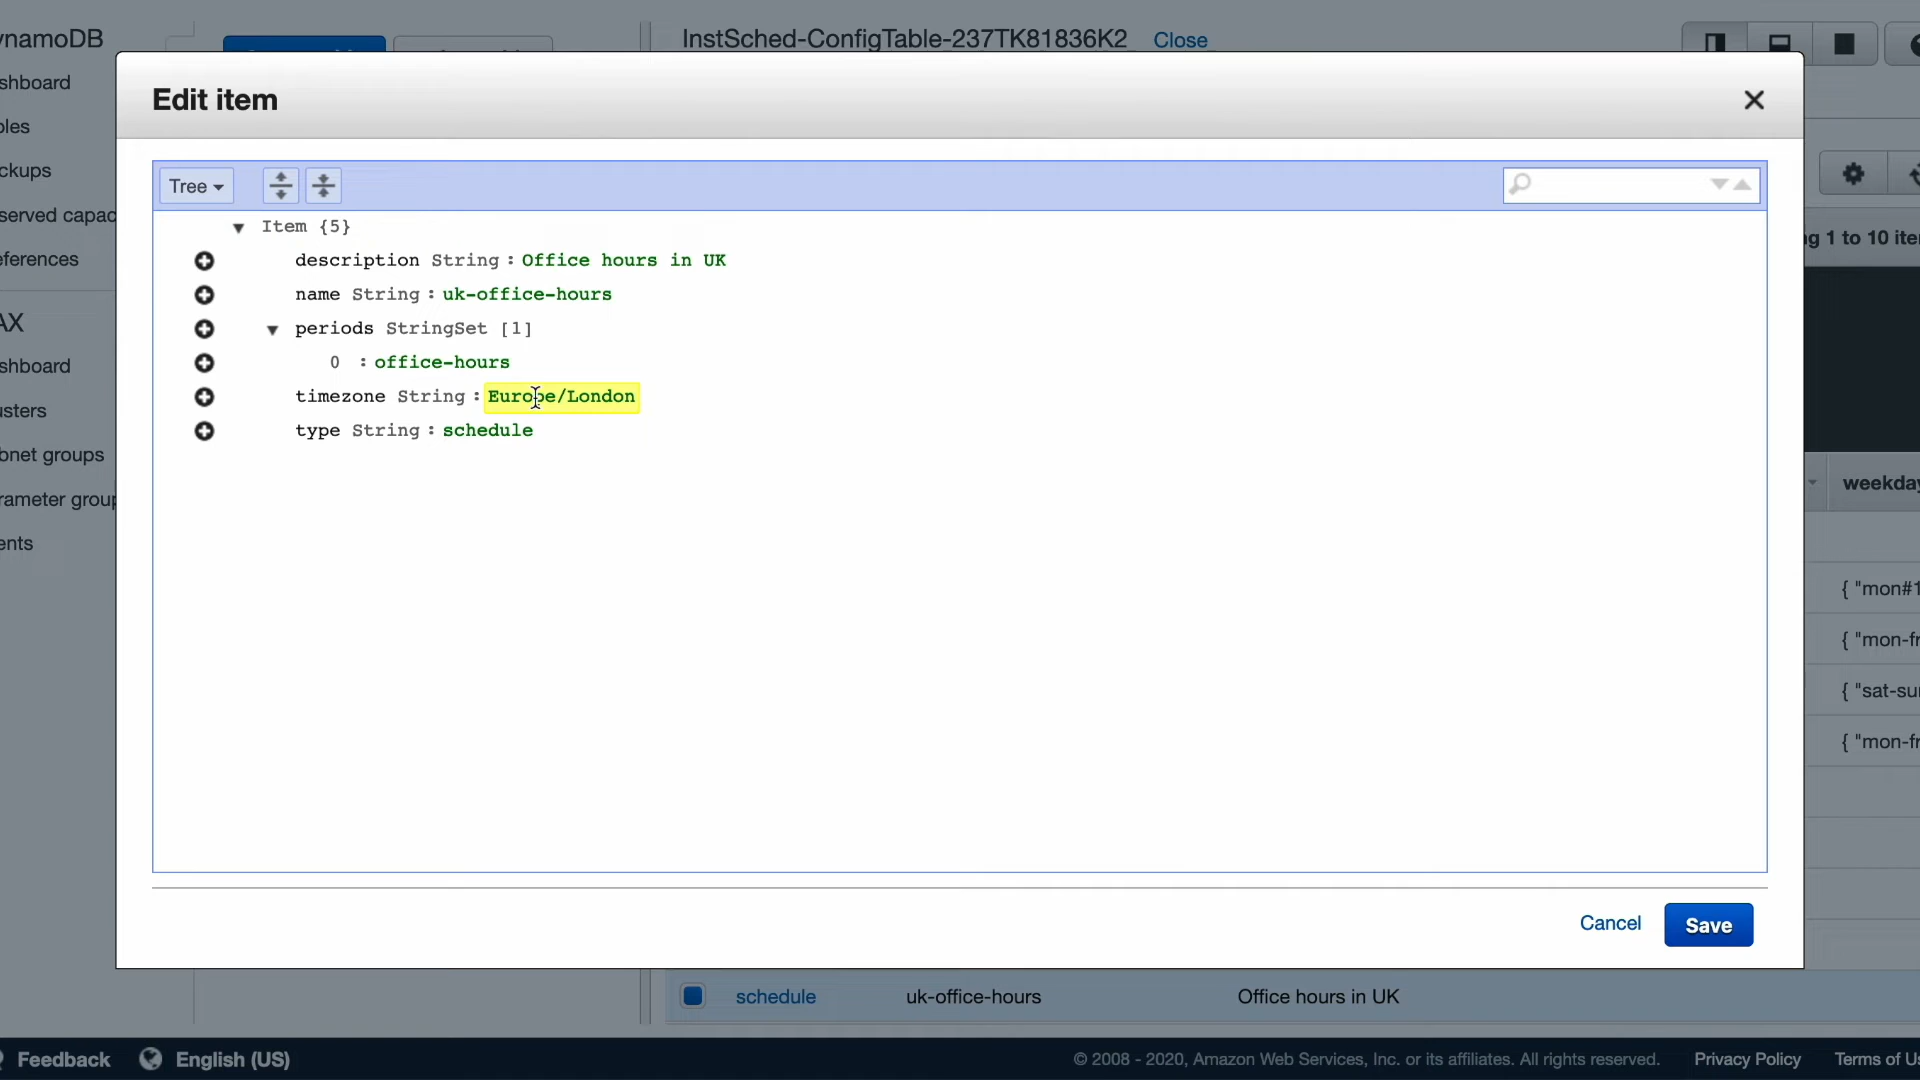 ynamoDB
InstSched-ConfigTable-237TK81836K2 Close
shboard
bles
ckups
served capac
eferences
AX
shboard
usters
bnet groups
rameter group
ents
Edit item
Tree
Item {5}
description String : Office hours in UK
name String : uk-office-hours
periods StringSet [1]
0 : office-hours
timezone String : Europe/London
type String : schedule
Cancel Save
ng 1 to 10 ite
weekday
{ "mon#1
{ "mon-fr
{ "sat-su
{ "mon-fr
schedule uk-office-hours Office hours in UK
Feedback English (US) © 2008 - 2020, Amazon Web Services, Inc. or its affiliates. All rights reserved. Privacy Policy Terms of Us